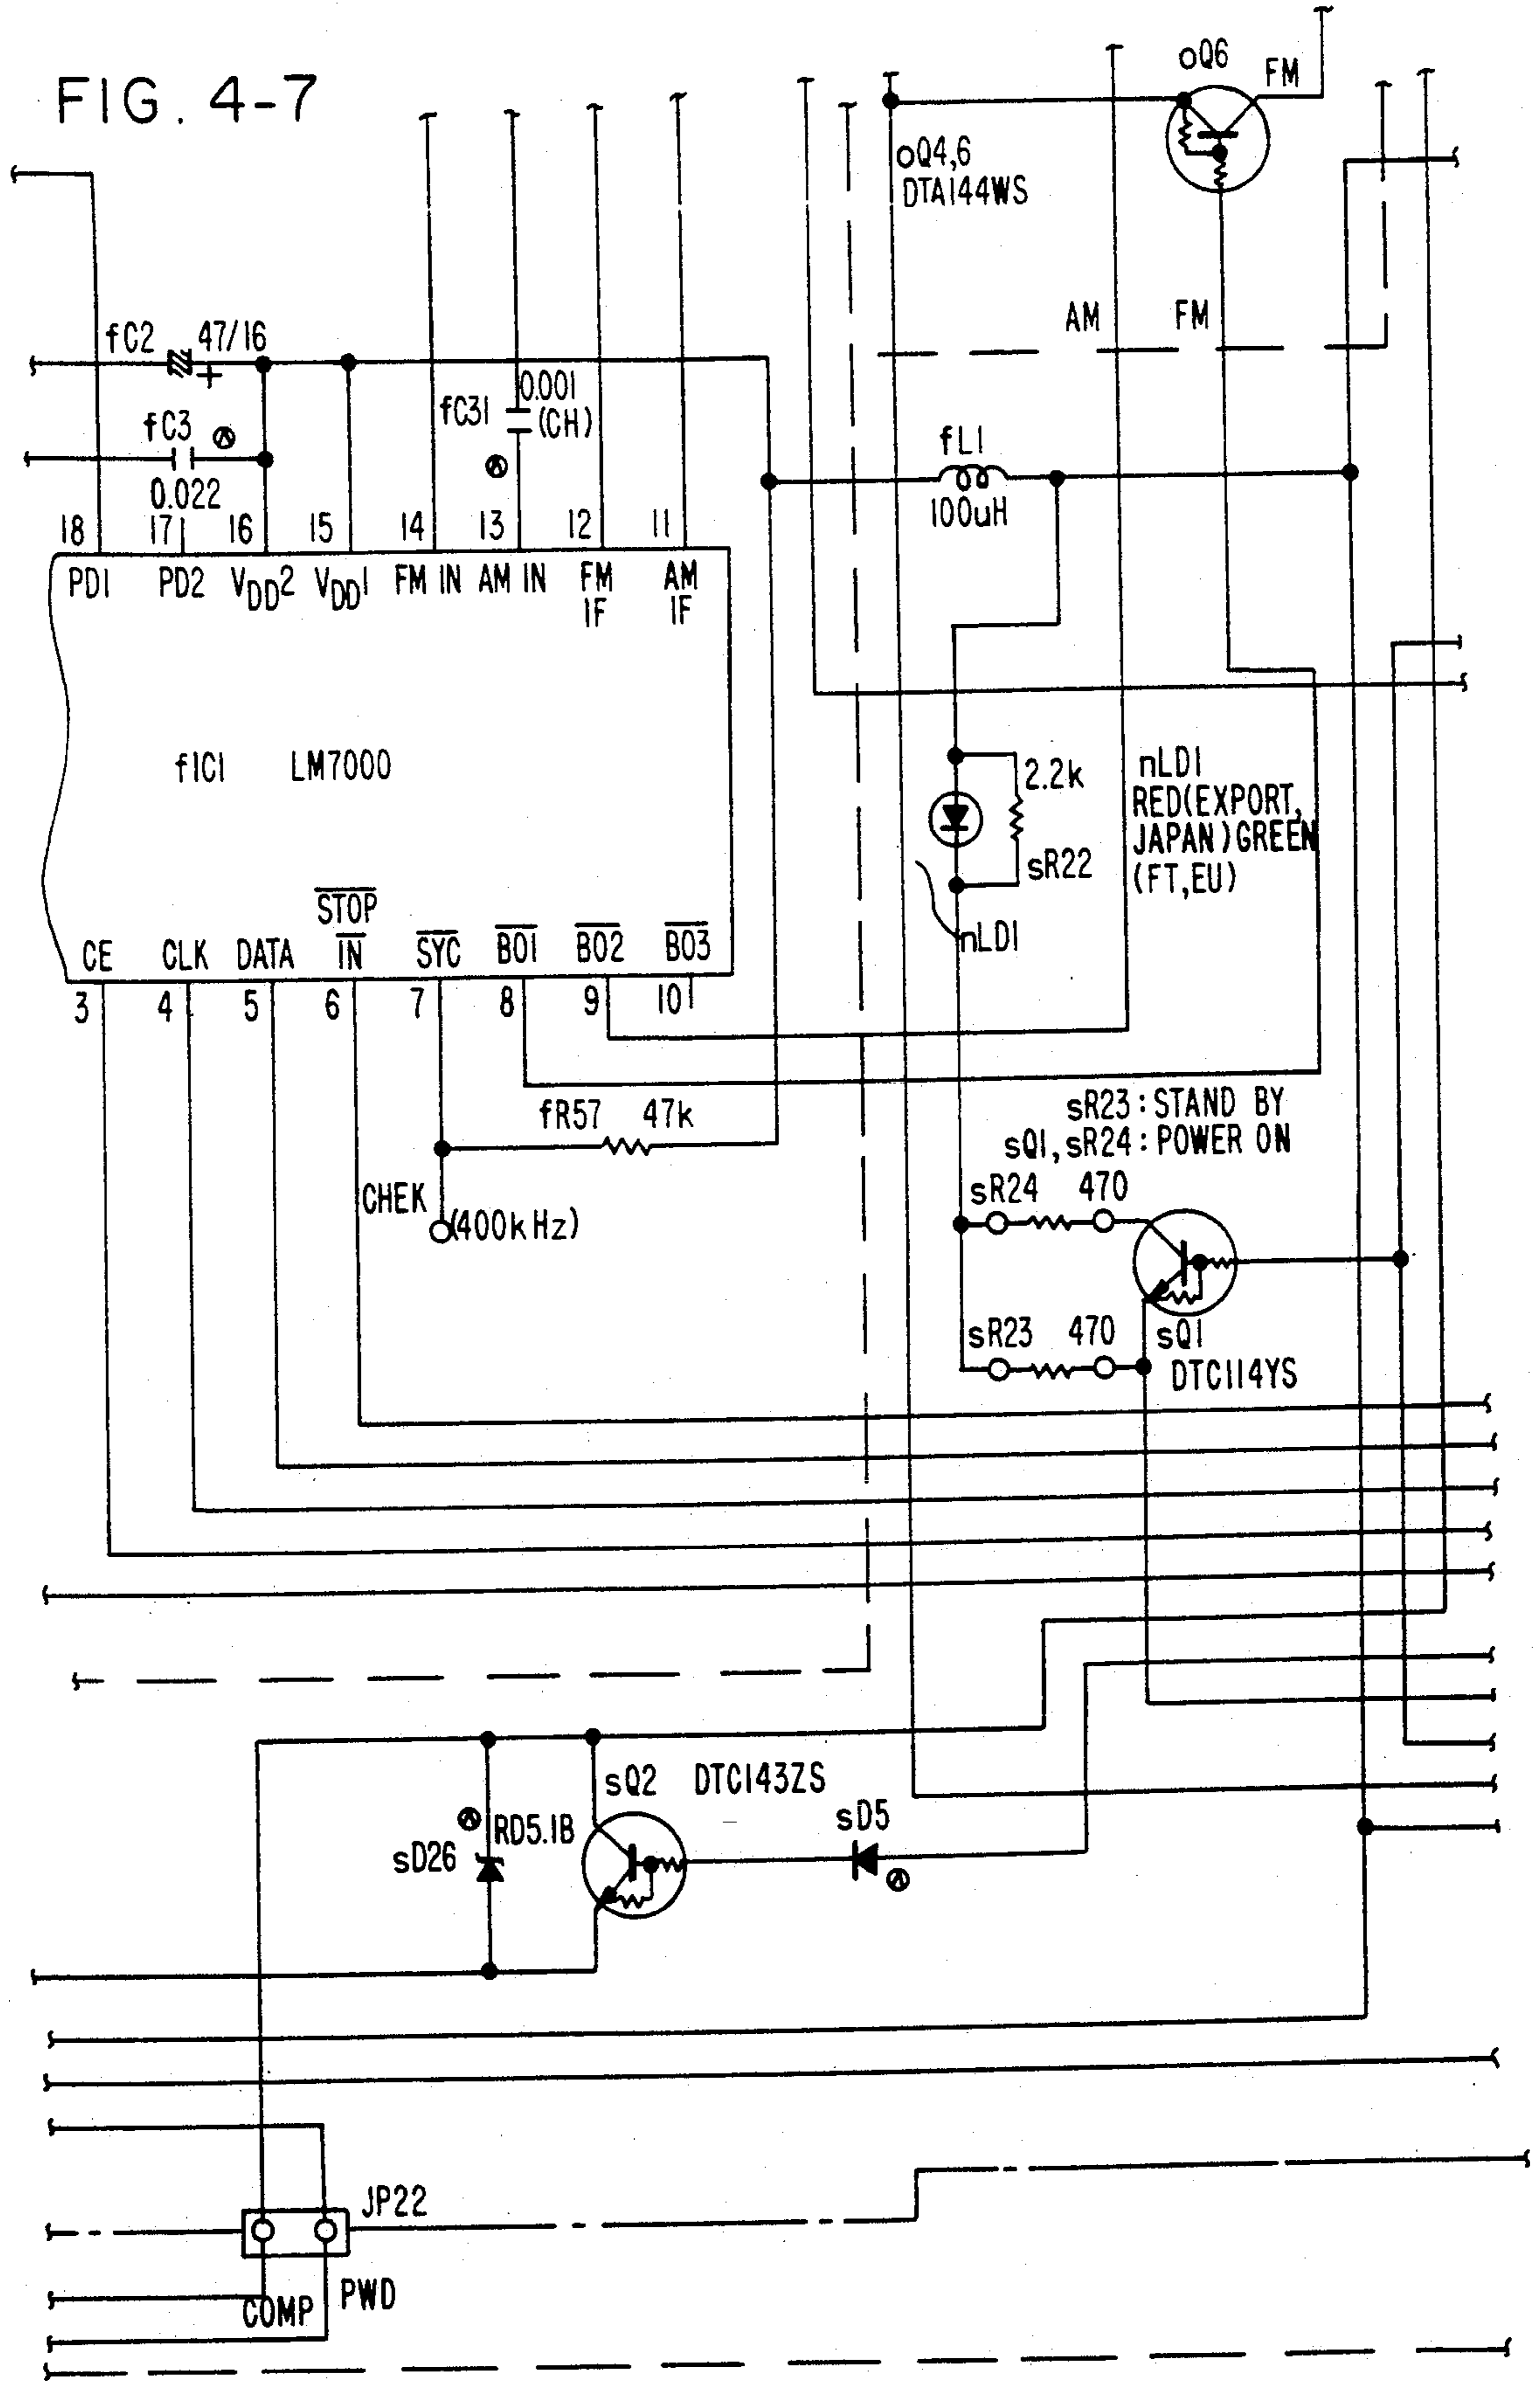 FIG. 4-7
oQ6
FM
oQ4,6
DTA144WS
AM
FM
fC2 47/16
+
fC3
0.022
fC31
0.001
(CH)
fL1
100uH
18 17 16 15 14 13 12 11
PD1 PD2 VDD2 VDD1 FM IN AM IN FM IF AM IF
fIC1 LM7000
2.2k
sR22
nLD1
nLD1
RED(EXPORT,
JAPAN)GREEN
(FT,EU)
CE CLK DATA STOP IN SYC BO1 BO2 BO3
3 4 5 6 7 8 9 10
fR57 47k
CHEK
(400kHz)
sR23:STAND BY
sQ1,sR24:POWER ON
sR24 470
sR23 470
sQ1
DTC114YS
sQ2 DTC143ZS
RD5.1B
sD26
sD5
JP22
COMP
PWD